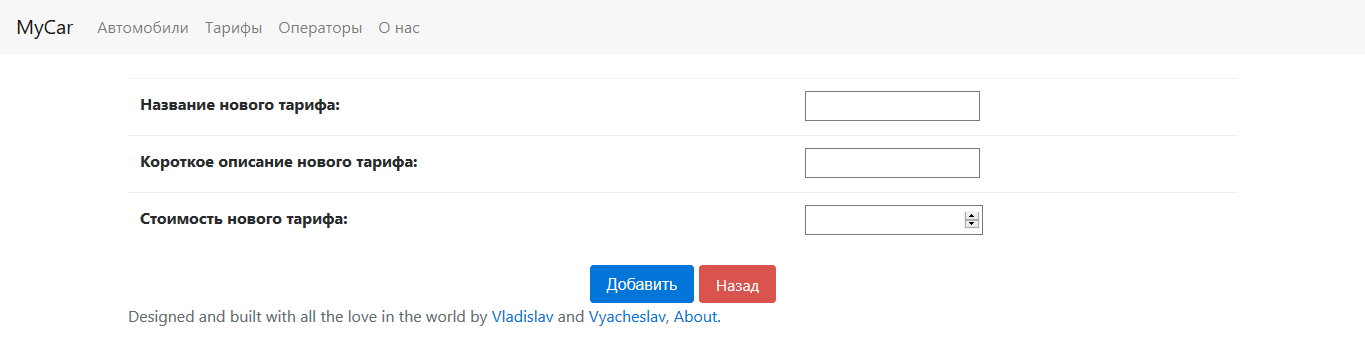 MyCar Автомобили Тарифы Операторы О нас
Название нового тарифа:
Короткое описание нового тарифа:
Стоимость нового тарифа:
Добавить Назад
Designed and built with all the love in the world by Vladislav and Vyacheslav, About.